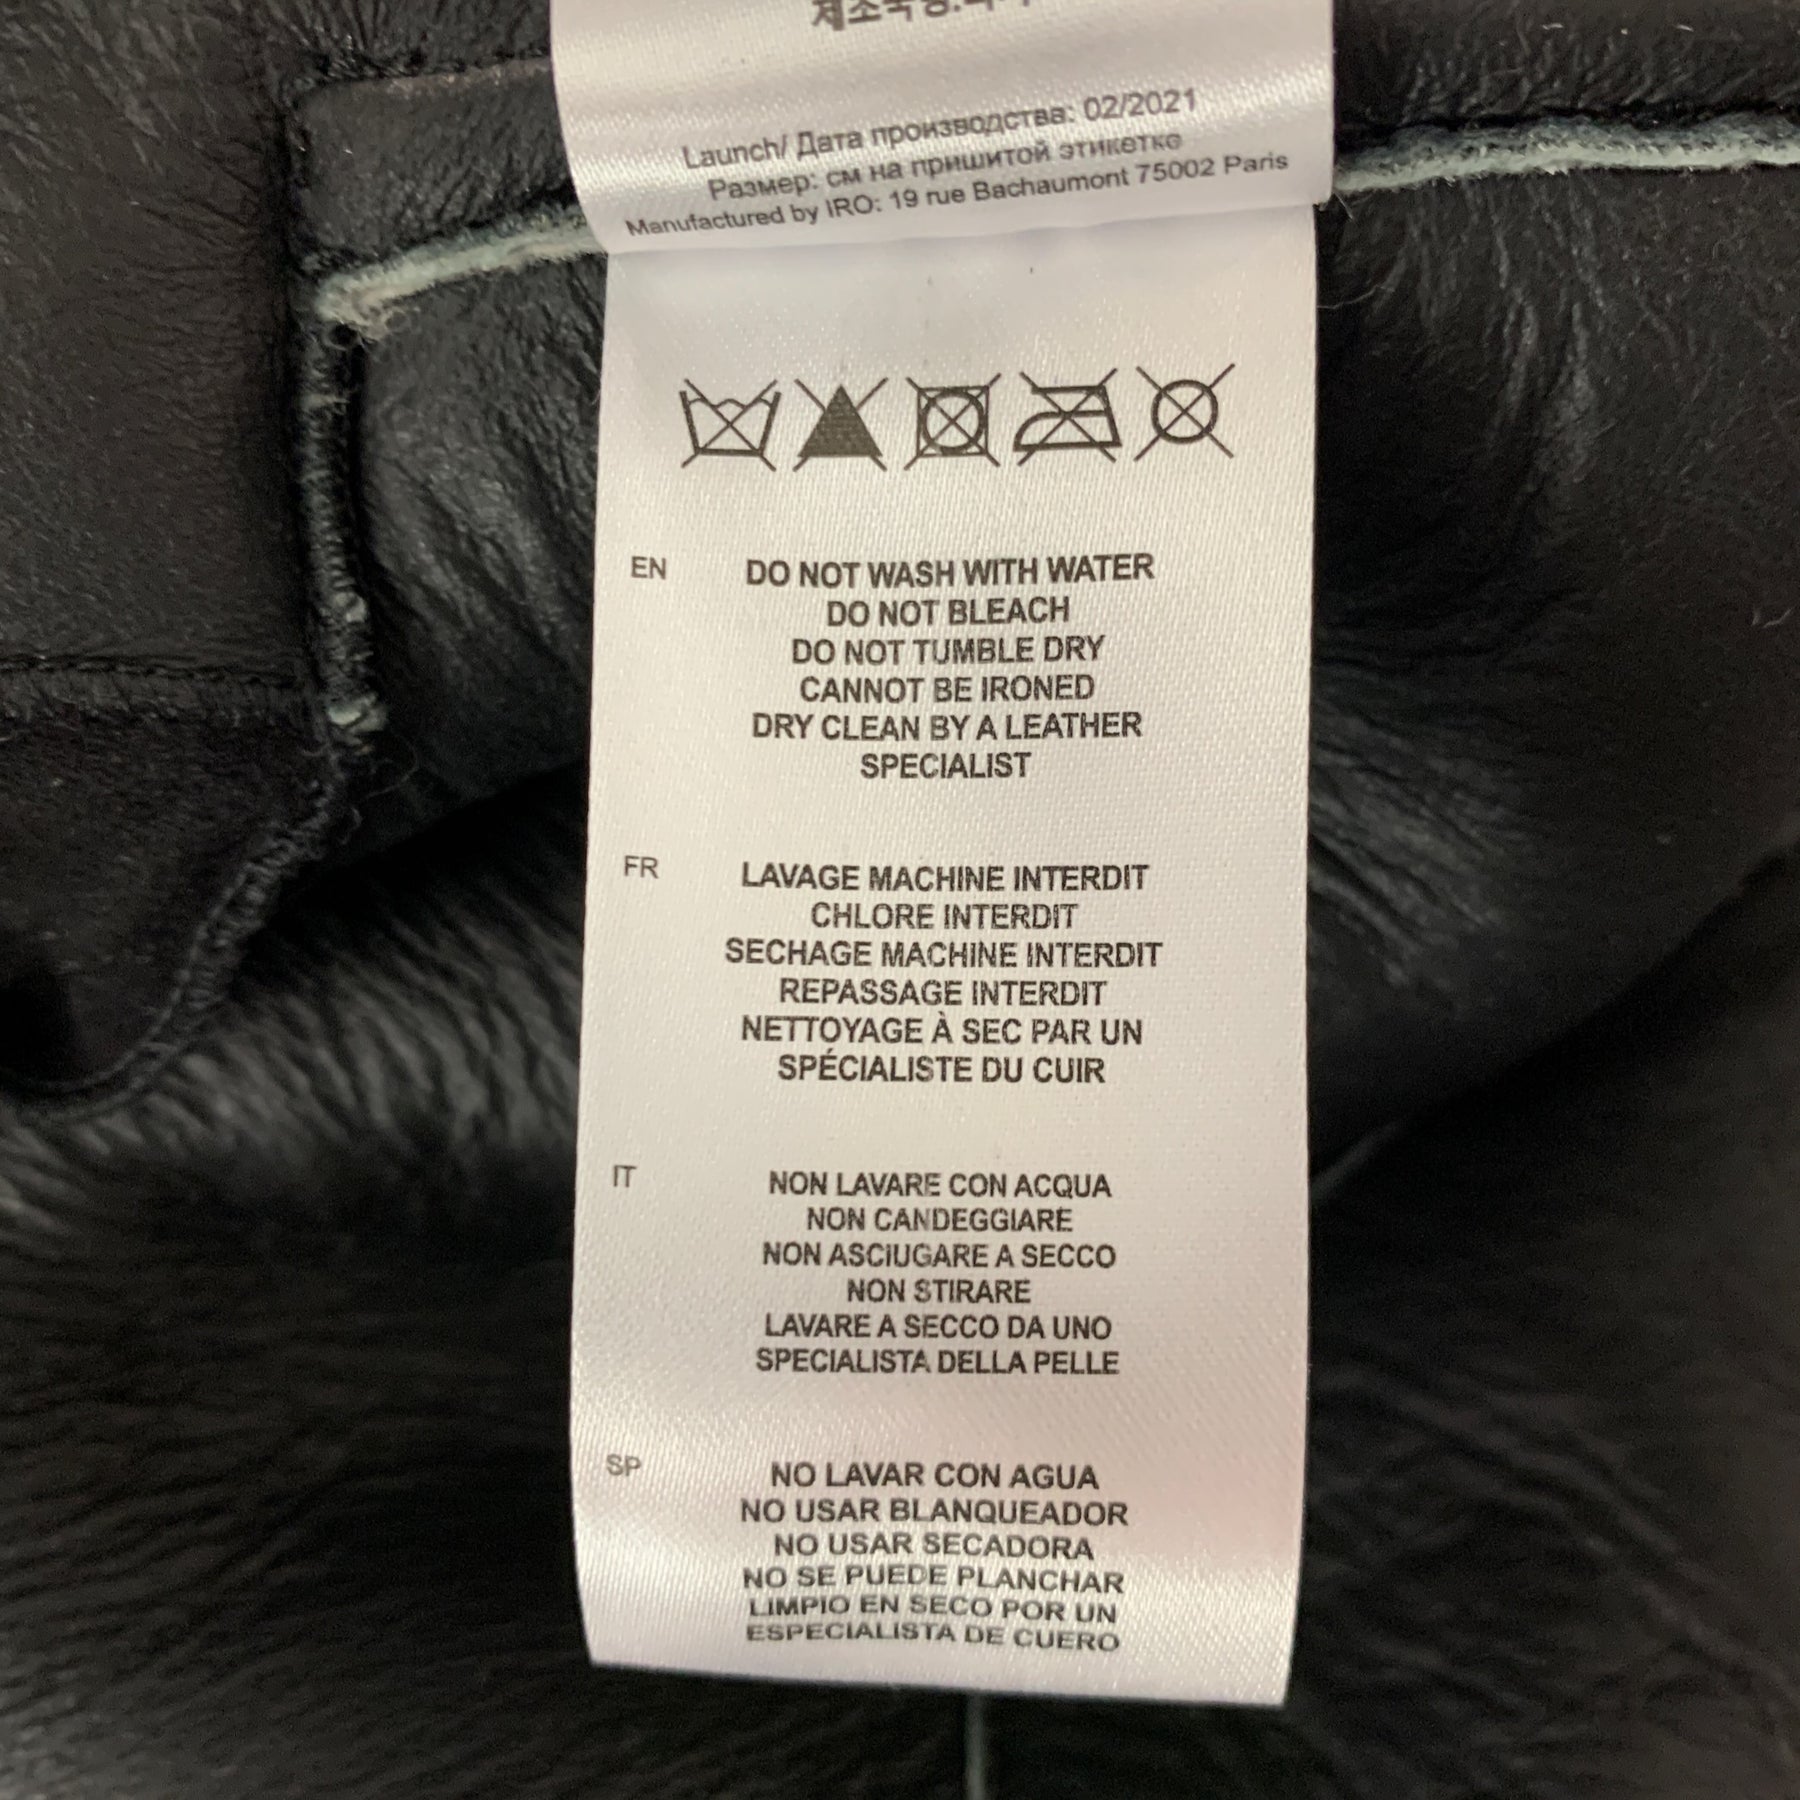 제조국명:
Launch/ Дата производства: 02/2021
Размер: см на пришитой этикетке
Manufactured by IRO: 19 rue Bachaumont 75002 Paris
EN DO NOT WASH WITH WATER
DO NOT BLEACH
DO NOT TUMBLE DRY
CANNOT BE IRONED
DRY CLEAN BY A LEATHER
SPECIALIST
FR LAVAGE MACHINE INTERDIT
CHLORE INTERDIT
SECHAGE MACHINE INTERDIT
REPASSAGE INTERDIT
NETTOYAGE À SEC PAR UN
SPÉCIALISTE DU CUIR
IT NON LAVARE CON ACQUA
NON CANDEGGIARE
NON ASCIUGARE A SECCO
NON STIRARE
LAVARE A SECCO DA UNO
SPECIALISTA DELLA PELLE
SP NO LAVAR CON AGUA
NO USAR BLANQUEADOR
NO USAR SECADORA
NO SE PUEDE PLANCHAR
LIMPIO EN SECO POR UN
ESPECIALISTA DE CUERO